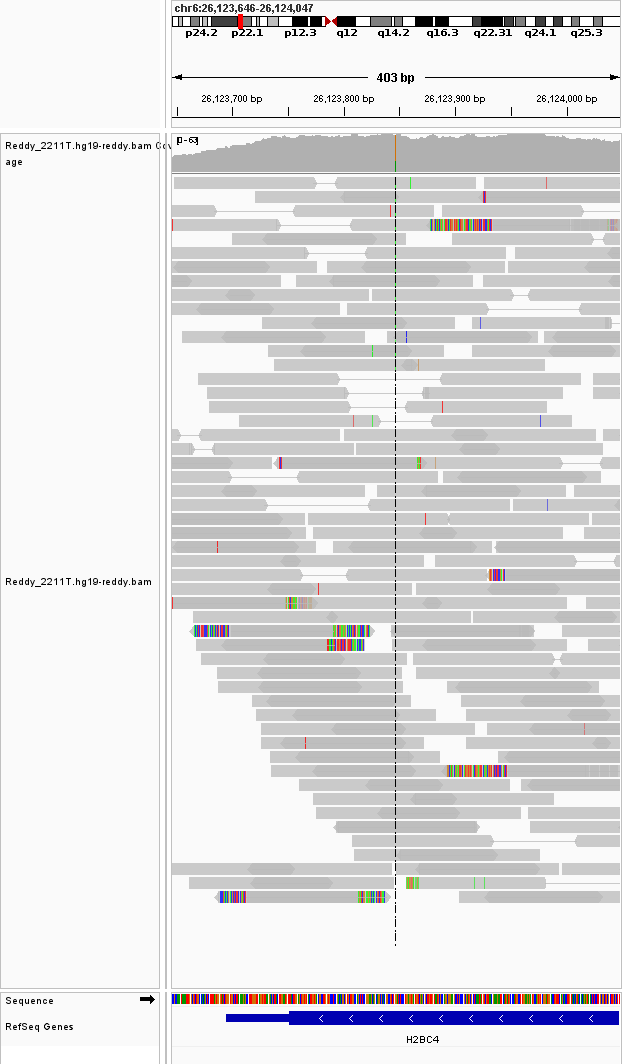 chr6:26,123,646-26,124,047
p24.2 p22.1 p12.3 q12 q14.2 q16.3 q22.31 q24.1 q25.3
403 bp
26,123,700 bp 26,123,800 bp 26,123,900 bp 26,124,000 bp
Reddy_2211T.hg19-reddy.bam Cov
age
[0-63]
Reddy_2211T.hg19-reddy.bam
Sequence
RefSeq Genes
H2BC4